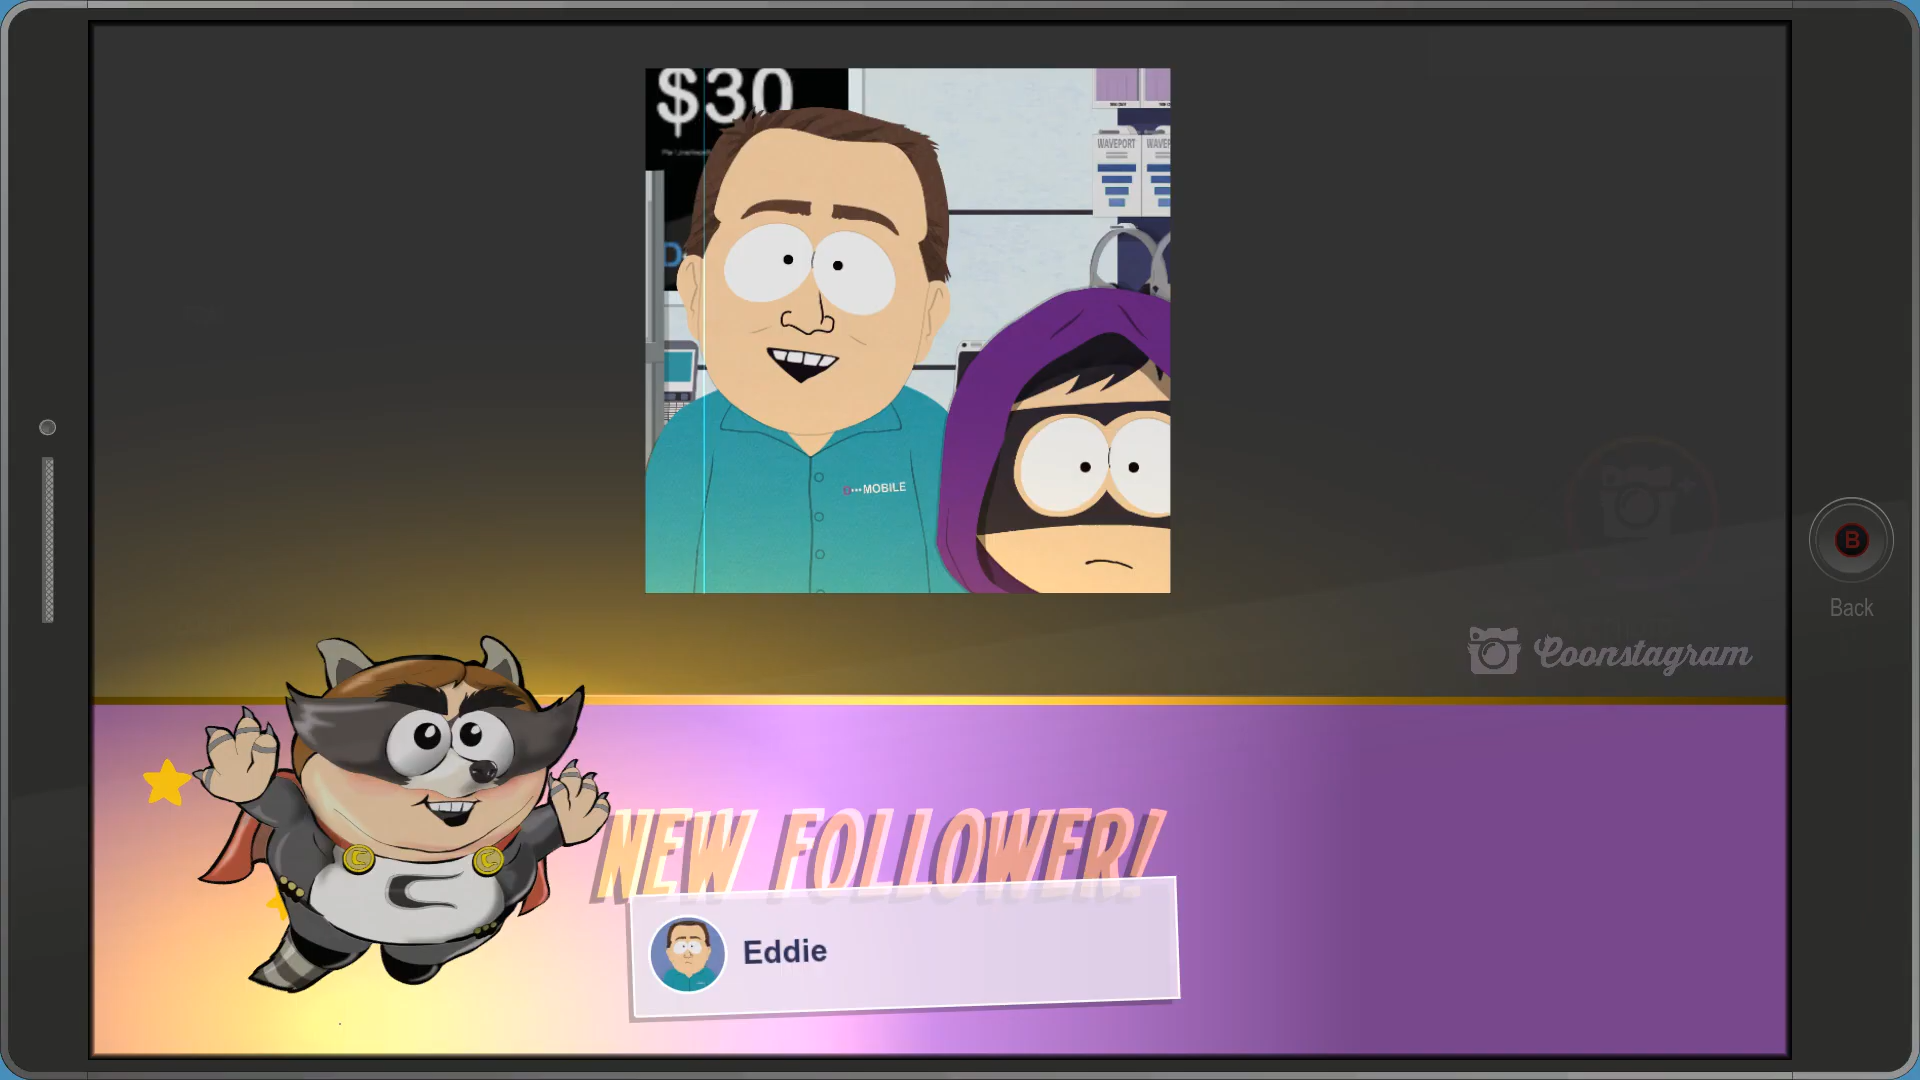 $30
WAVEPORT
MOBILE
B
Back
Coonstagram
NEW FOLLOWER!
Eddie